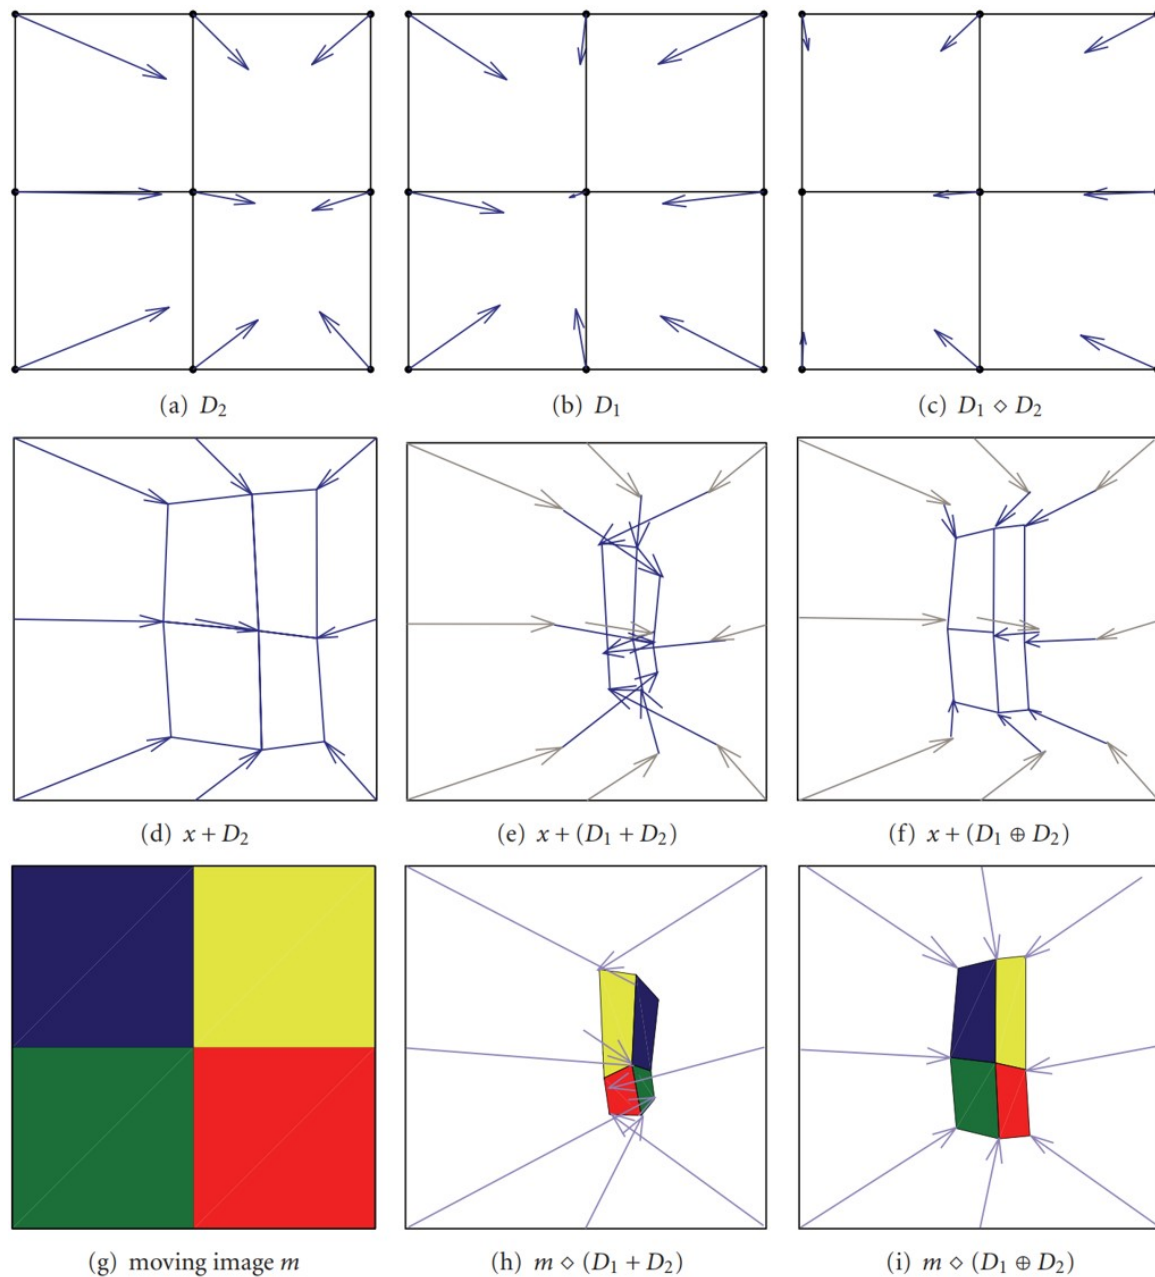 (a) D₂
(b) D₁
(c) D₁ ⋄ D₂
(d) x + D₂
(e) x + (D₁ + D₂)
(f) x + (D₁ ⊕ D₂)
(g) moving image m
(h) m ⋄ (D₁ + D₂)
(i) m ⋄ (D₁ ⊕ D₂)